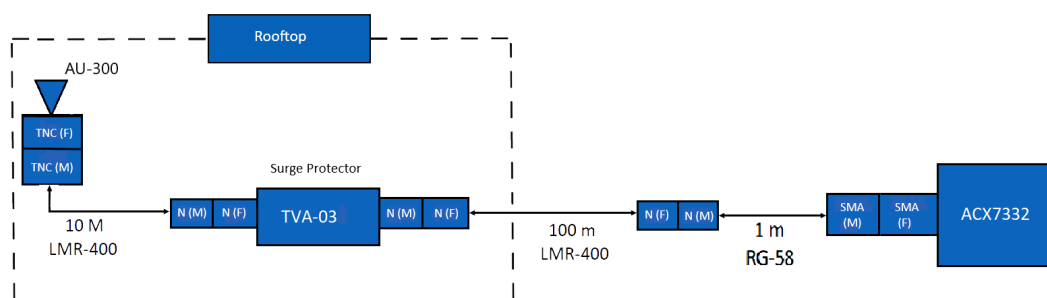 Rooftop
AU-300
TNC (F)
TNC (M)
Surge Protector
N (M) N (F) TVA-03 N (M) N (F)
N (F) N (M)
SMA (M)
SMA (F)
ACX7332
10 M
LMR-400
100 m
LMR-400
1 m
RG-58